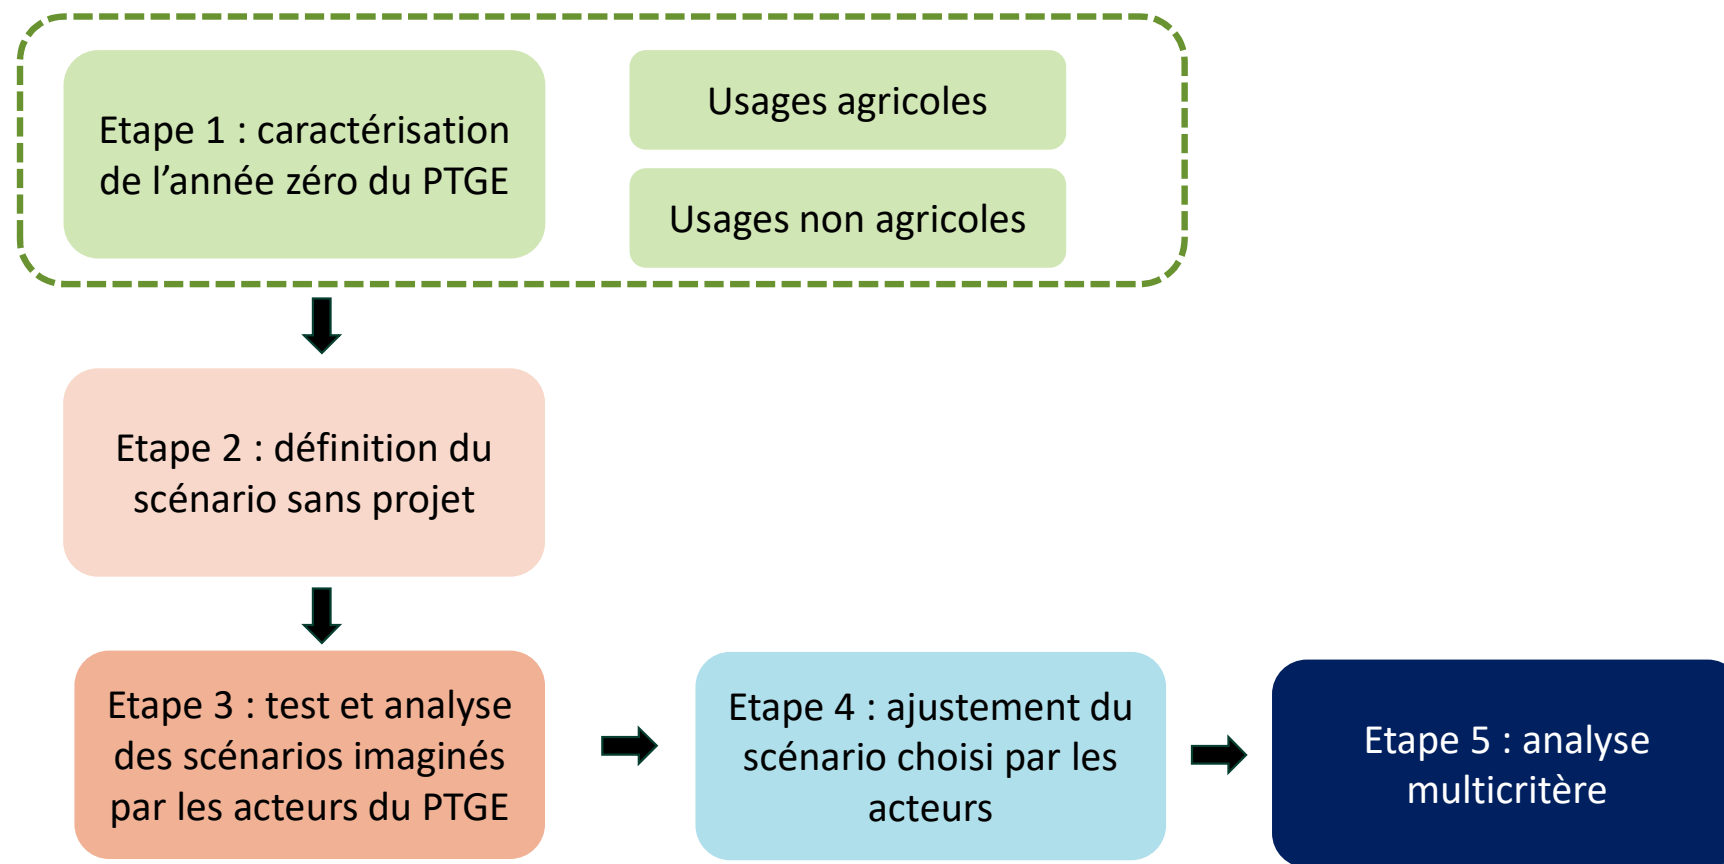 Etape 1 : caractérisation
de l’année zéro du PTGE
Usages agricoles
Usages non agricoles
Etape 2 : définition du
scénario sans projet
Etape 3 : test et analyse
des scénarios imaginés
par les acteurs du PTGE
Etape 4 : ajustement du
scénario choisi par les
acteurs
Etape 5 : analyse
multicritère